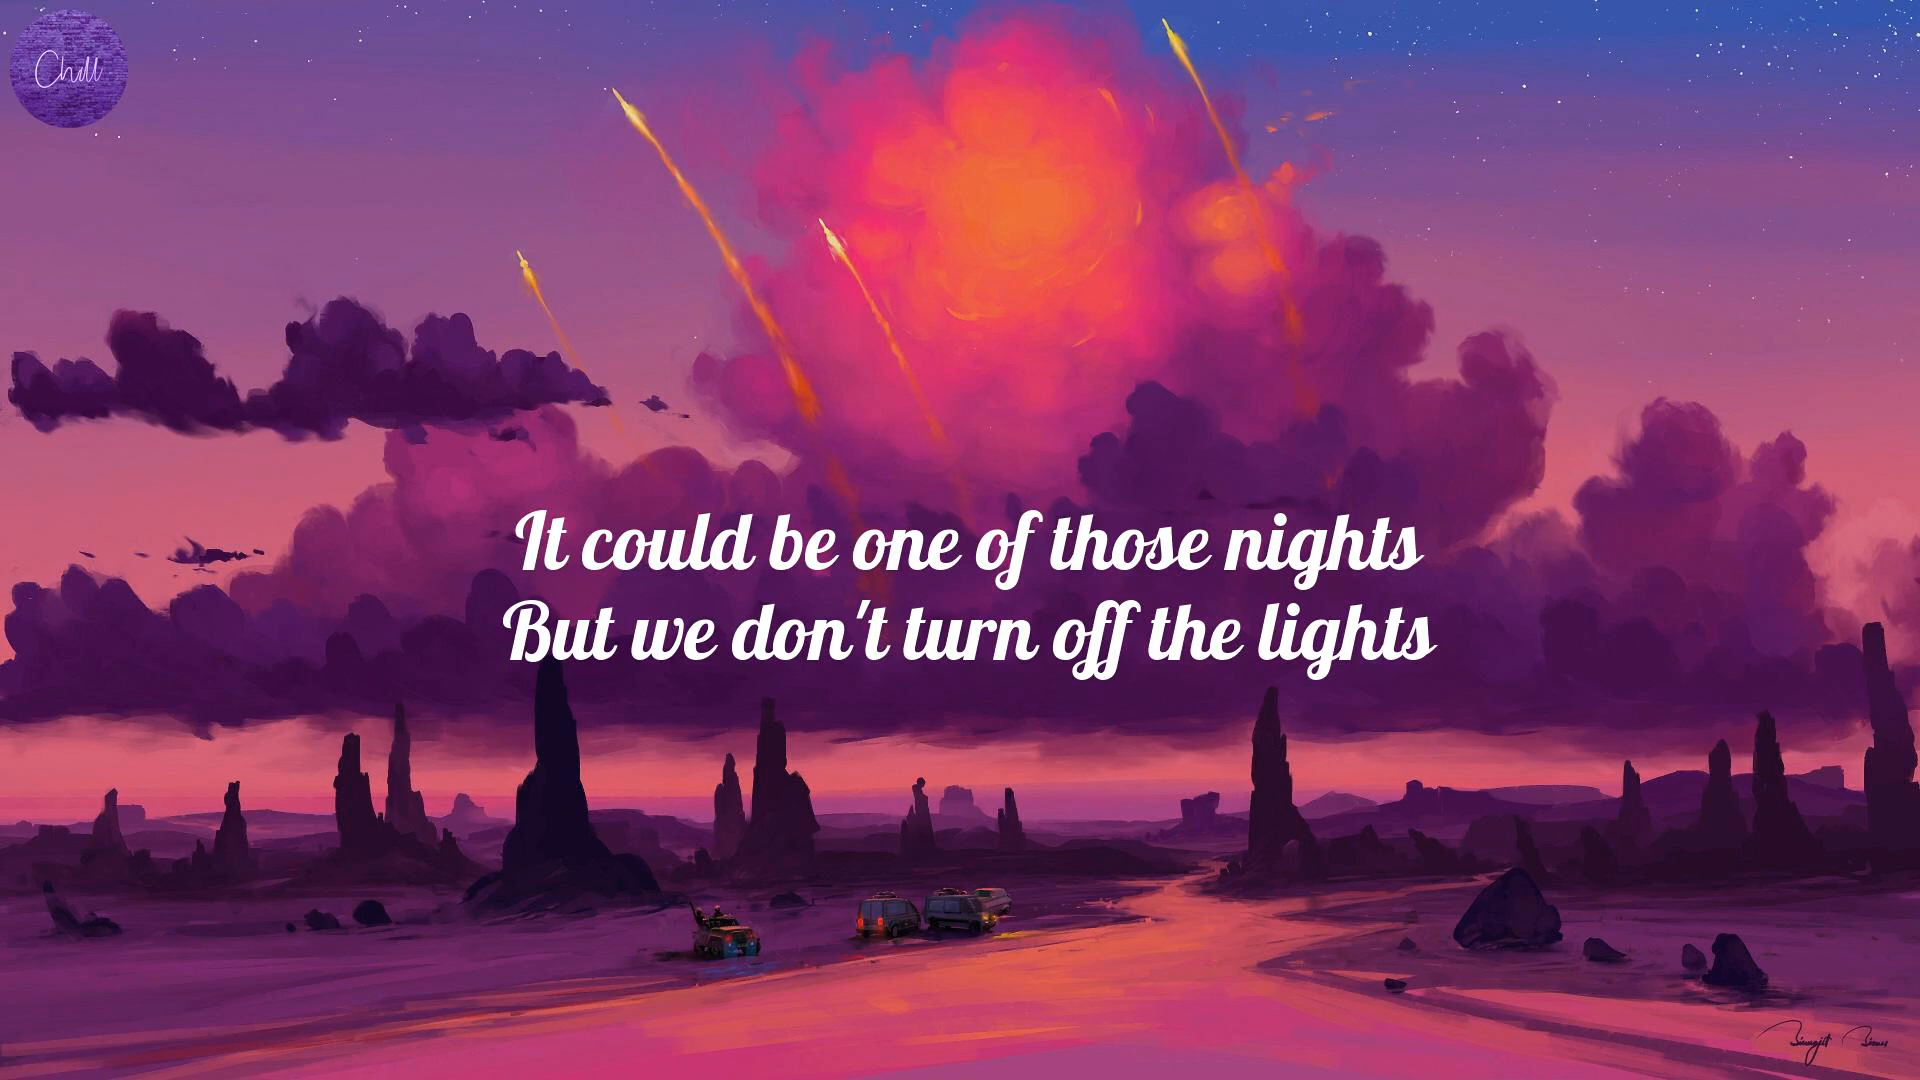 Chill
It could be one of those nights
But we don't turn off the lights